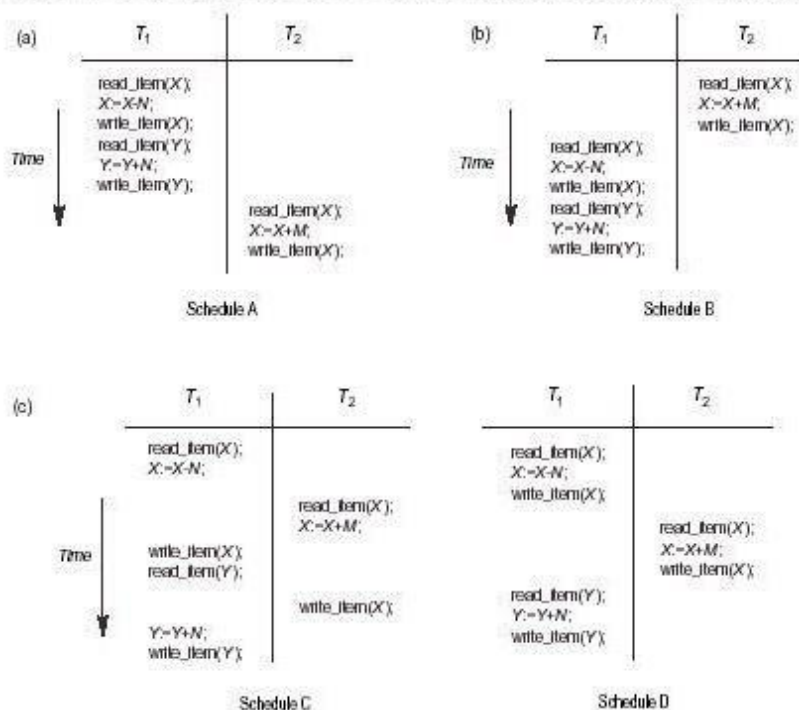 (a)
T1
T2
read_item(X);
X:=X-N;
write_item(X);
read_item(Y);
Y:=Y+N;
write_item(Y);
Time
read_item(X);
X:=X+M;
write_item(X);
Schedule A
(b)
T1
T2
read_item(X);
X:=X+M;
write_item(X);
Time
read_item(X);
X:=X-N;
write_item(X);
read_item(Y);
Y:=Y+N;
write_item(Y);
Schedule B
(c)
T1
T2
read_item(X);
X:=X-N;
read_item(X);
X:=X+M;
Time
write_item(X);
read_item(Y);
write_item(X);
Y:=Y+N;
write_item(Y);
Schedule C
T1
T2
read_item(X);
X:=X-N;
write_item(X);
read_item(X);
X:=X+M;
write_item(X);
read_item(Y);
Y:=Y+N;
write_item(Y);
Schedule D